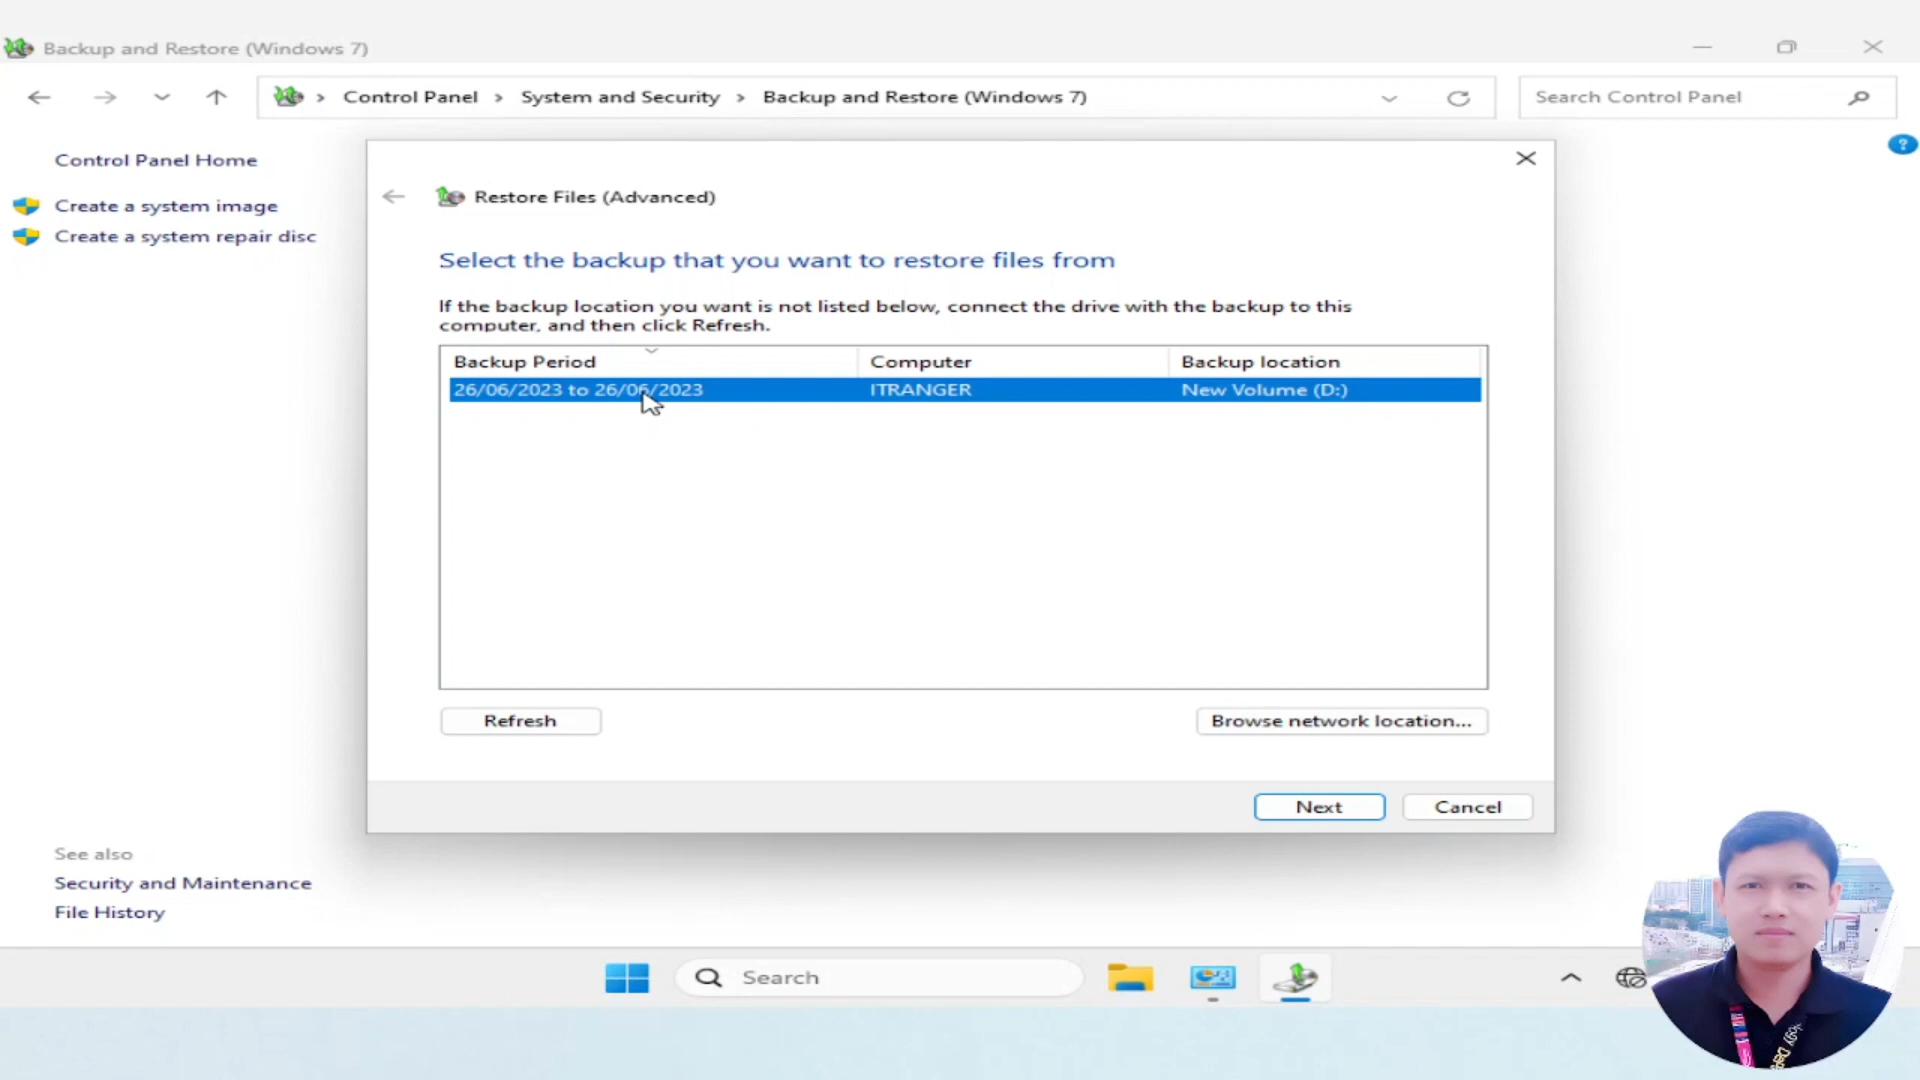 Backup and Restore (Windows 7)
Control Panel > System and Security > Backup and Restore (Windows 7)
Search Control Panel
Control Panel Home
Create a system image
Create a system repair disc
Restore Files (Advanced)
Select the backup that you want to restore files from
If the backup location you want is not listed below, connect the drive with the backup to this
computer, and then click Refresh.
Backup Period Computer Backup location
26/06/2023 to 26/06/2023 ITRANGER New Volume (D:)
Refresh
Browse network location...
Next
Cancel
See also
Security and Maintenance
File History
Search